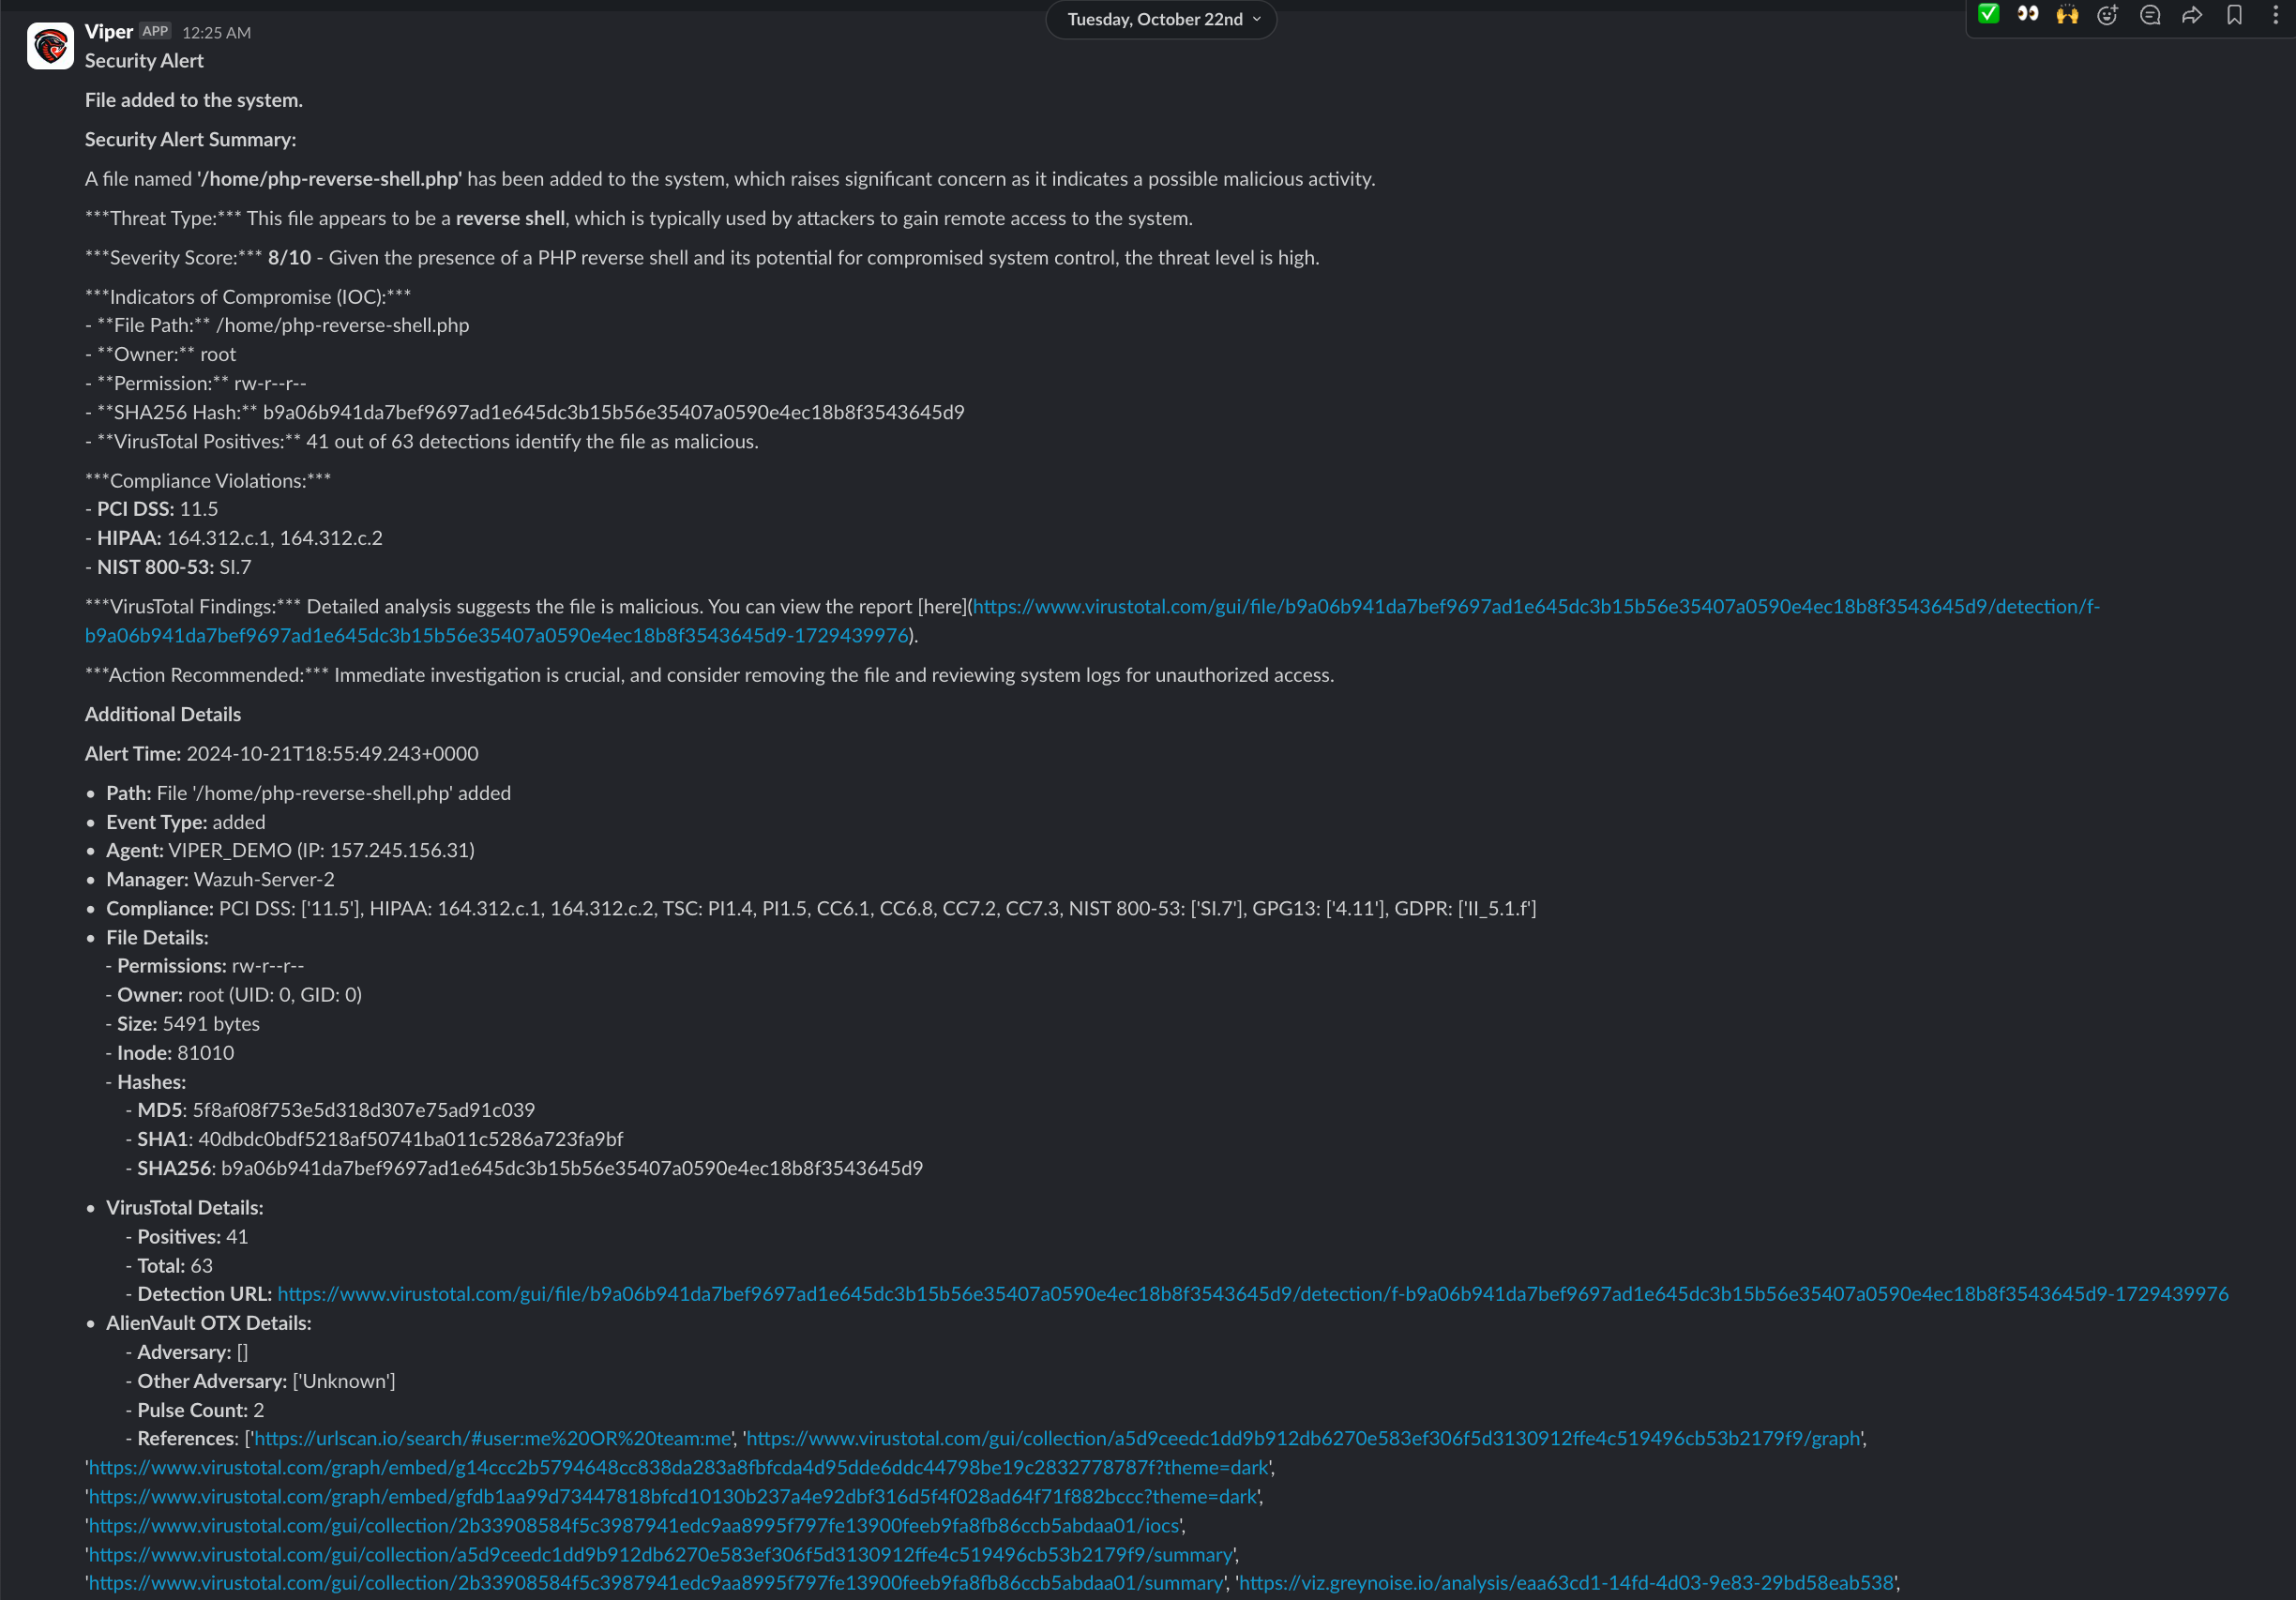 Tuesday, October 22nd
Viper APP 12:25 AM
Security Alert
File added to the system.
Security Alert Summary:
A file named '/home/php-reverse-shell.php' has been added to the system, which raises significant concern as it indicates a possible malicious activity.
***Threat Type:*** This file appears to be a reverse shell, which is typically used by attackers to gain remote access to the system.
***Severity Score:*** 8/10 - Given the presence of a PHP reverse shell and its potential for compromised system control, the threat level is high.
***Indicators of Compromise (IOC):***
- **File Path:** /home/php-reverse-shell.php
- **Owner:** root
- **Permission:** rw-r--r--
- **SHA256 Hash:** b9a06b941da7bef9697ad1e645dc3b15b56e35407a0590e4ec18b8f3543645d9
- **VirusTotal Positives:** 41 out of 63 detections identify the file as malicious.
***Compliance Violations:***
- PCI DSS: 11.5
- HIPAA: 164.312.c.1, 164.312.c.2
- NIST 800-53: SI.7
***VirusTotal Findings:*** Detailed analysis suggests the file is malicious. You can view the report [here](https://www.virustotal.com/gui/file/b9a06b941da7bef9697ad1e645dc3b15b56e35407a0590e4ec18b8f3543645d9/detection/f-
b9a06b941da7bef9697ad1e645dc3b15b56e35407a0590e4ec18b8f3543645d9-1729439976).
***Action Recommended:*** Immediate investigation is crucial, and consider removing the file and reviewing system logs for unauthorized access.
Additional Details
Alert Time: 2024-10-21T18:55:49.243+0000
• Path: File '/home/php-reverse-shell.php' added
• Event Type: added
• Agent: VIPER_DEMO (IP: 157.245.156.31)
• Manager: Wazuh-Server-2
• Compliance: PCI DSS: ['11.5'], HIPAA: 164.312.c.1, 164.312.c.2, TSC: PI1.4, PI1.5, CC6.1, CC6.8, CC7.2, CC7.3, NIST 800-53: ['SI.7'], GPG13: ['4.11'], GDPR: ['II_5.1.f']
• File Details:
- Permissions: rw-r--r--
- Owner: root (UID: 0, GID: 0)
- Size: 5491 bytes
- Inode: 81010
- Hashes:
- MD5: 5f8af08f753e5d318d307e75ad91c039
- SHA1: 40dbdc0bdf5218af50741ba011c5286a723fa9bf
- SHA256: b9a06b941da7bef9697ad1e645dc3b15b56e35407a0590e4ec18b8f3543645d9
• VirusTotal Details:
- Positives: 41
- Total: 63
- Detection URL: https://www.virustotal.com/gui/file/b9a06b941da7bef9697ad1e645dc3b15b56e35407a0590e4ec18b8f3543645d9/detection/f-b9a06b941da7bef9697ad1e645dc3b15b56e35407a0590e4ec18b8f3543645d9-1729439976
• AlienVault OTX Details:
- Adversary: []
- Other Adversary: ['Unknown']
- Pulse Count: 2
- References: ['https://urlscan.io/search/#user:me%20OR%20team:me', 'https://www.virustotal.com/gui/collection/a5d9ceedc1dd9b912db6270e583ef306f5d3130912ffe4c519496cb53b2179f9/graph',
'https://www.virustotal.com/graph/embed/g14ccc2b5794648cc838da283a8fbfcda4d95dde6ddc44798be19c2832778787f?theme=dark',
'https://www.virustotal.com/graph/embed/gfdb1aa99d73447818bfcd10130b237a4e92dbf316d5f4f028ad64f71f882bccc?theme=dark',
'https://www.virustotal.com/gui/collection/2b33908584f5c3987941edc9aa8995f797fe13900feeb9fa8fb86ccb5abdaa01/iocs',
'https://www.virustotal.com/gui/collection/a5d9ceedc1dd9b912db6270e583ef306f5d3130912ffe4c519496cb53b2179f9/summary',
'https://www.virustotal.com/gui/collection/2b33908584f5c3987941edc9aa8995f797fe13900feeb9fa8fb86ccb5abdaa01/summary', 'https://viz.greynoise.io/analysis/eaa63cd1-14fd-4d03-9e83-29bd58eab538',